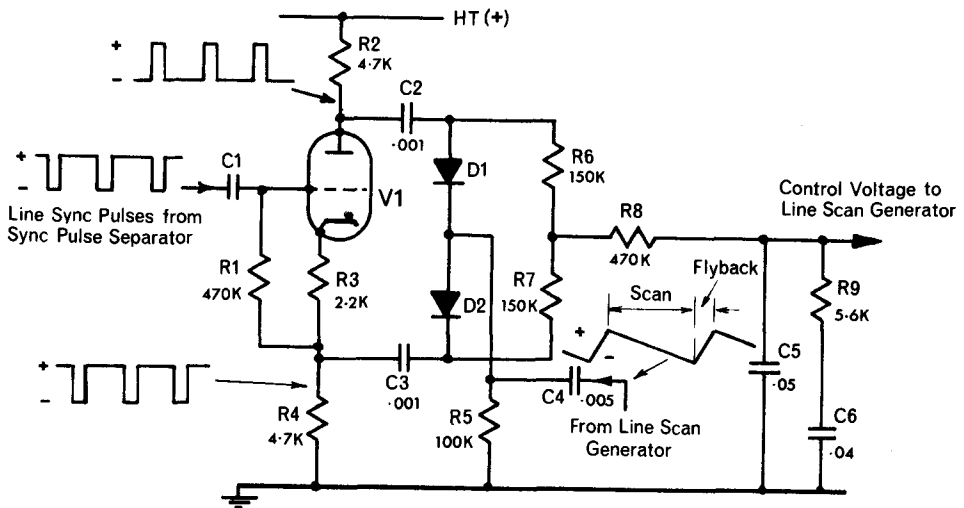 HT (+)
R2
4.7K
+
-
C2
.001
+
-
C1
D1
R6
150K
V1
Line Sync Pulses from
Sync Pulse Separator
Control Voltage to
Line Scan Generator
R8
470K
R1
470K
R3
2.2K
D2
R7
150K
Flyback
Scan
R9
5.6K
+
-
+
-
C3
.001
C4
.005
C5
.05
R4
4.7K
R5
100K
From Line Scan
Generator
C6
.04